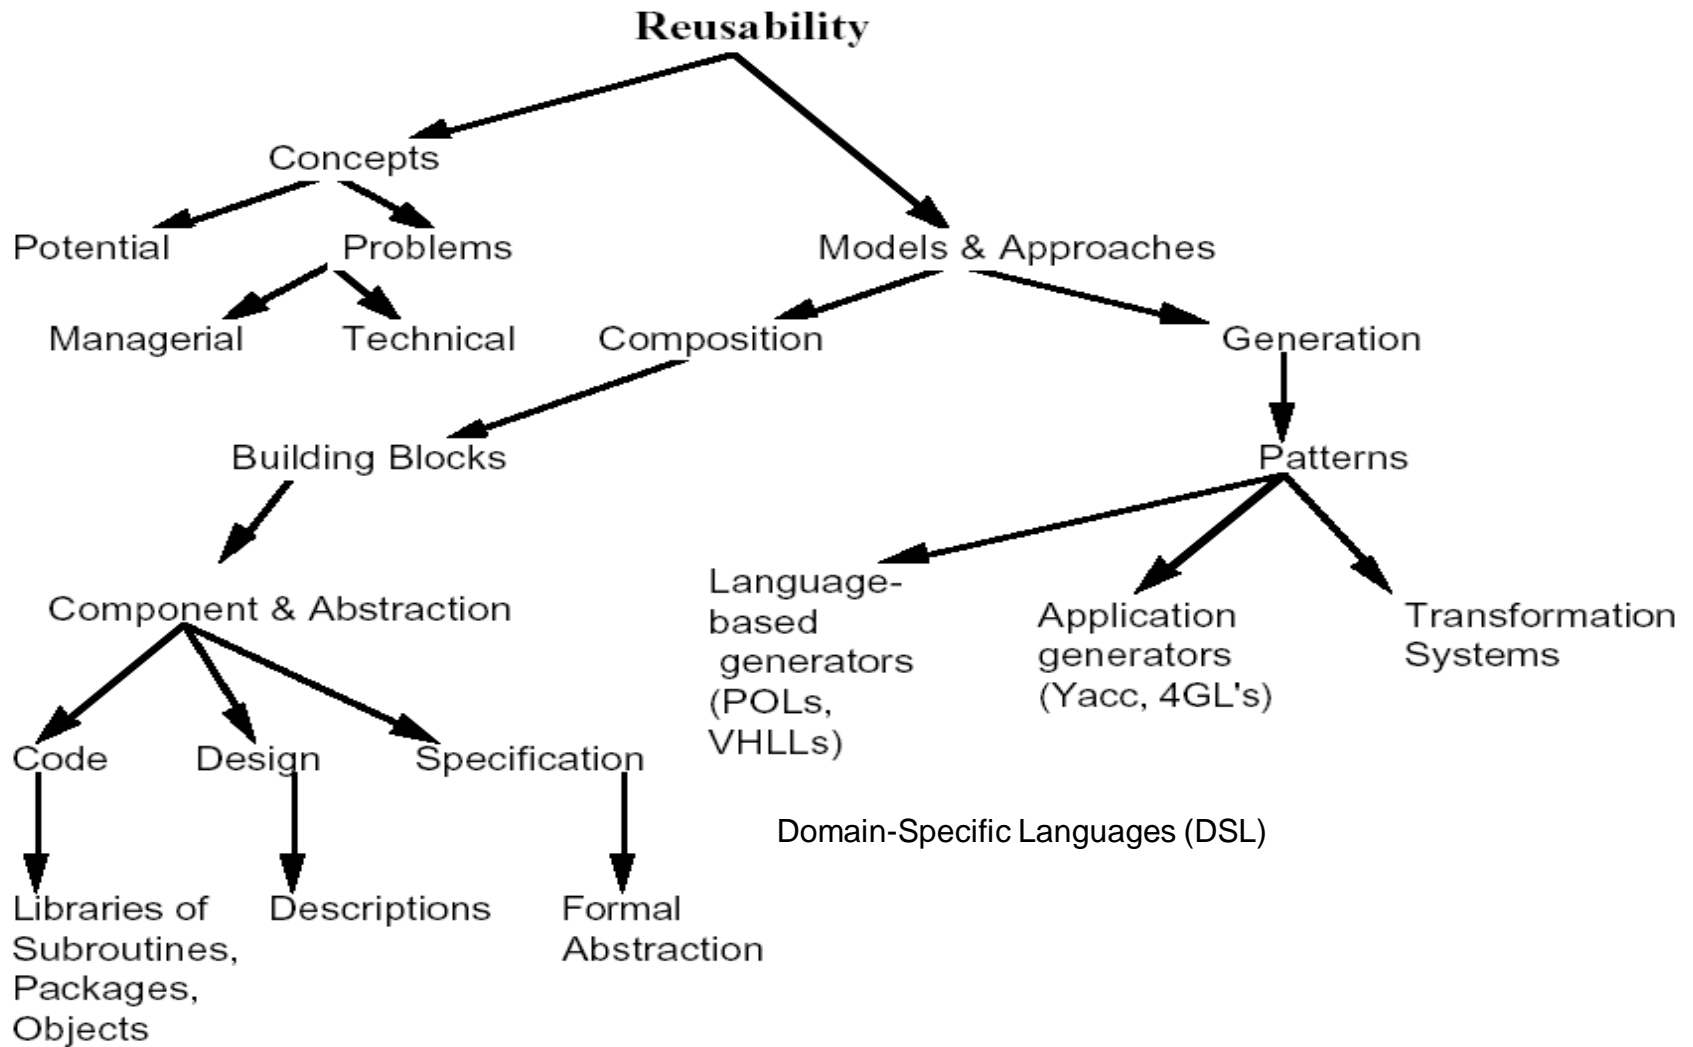 Reusability
Concepts
Potential
Problems
Models & Approaches
Managerial
Technical
Composition
Generation
Building Blocks
Patterns
Component & Abstraction
Language-
based
generators
(POLs,
VHLLs)
Application
generators
(Yacc, 4GL's)
Transformation
Systems
Code
Design
Specification
Domain-Specific Languages (DSL)
Libraries of
Subroutines,
Packages,
Objects
Descriptions
Formal
Abstraction